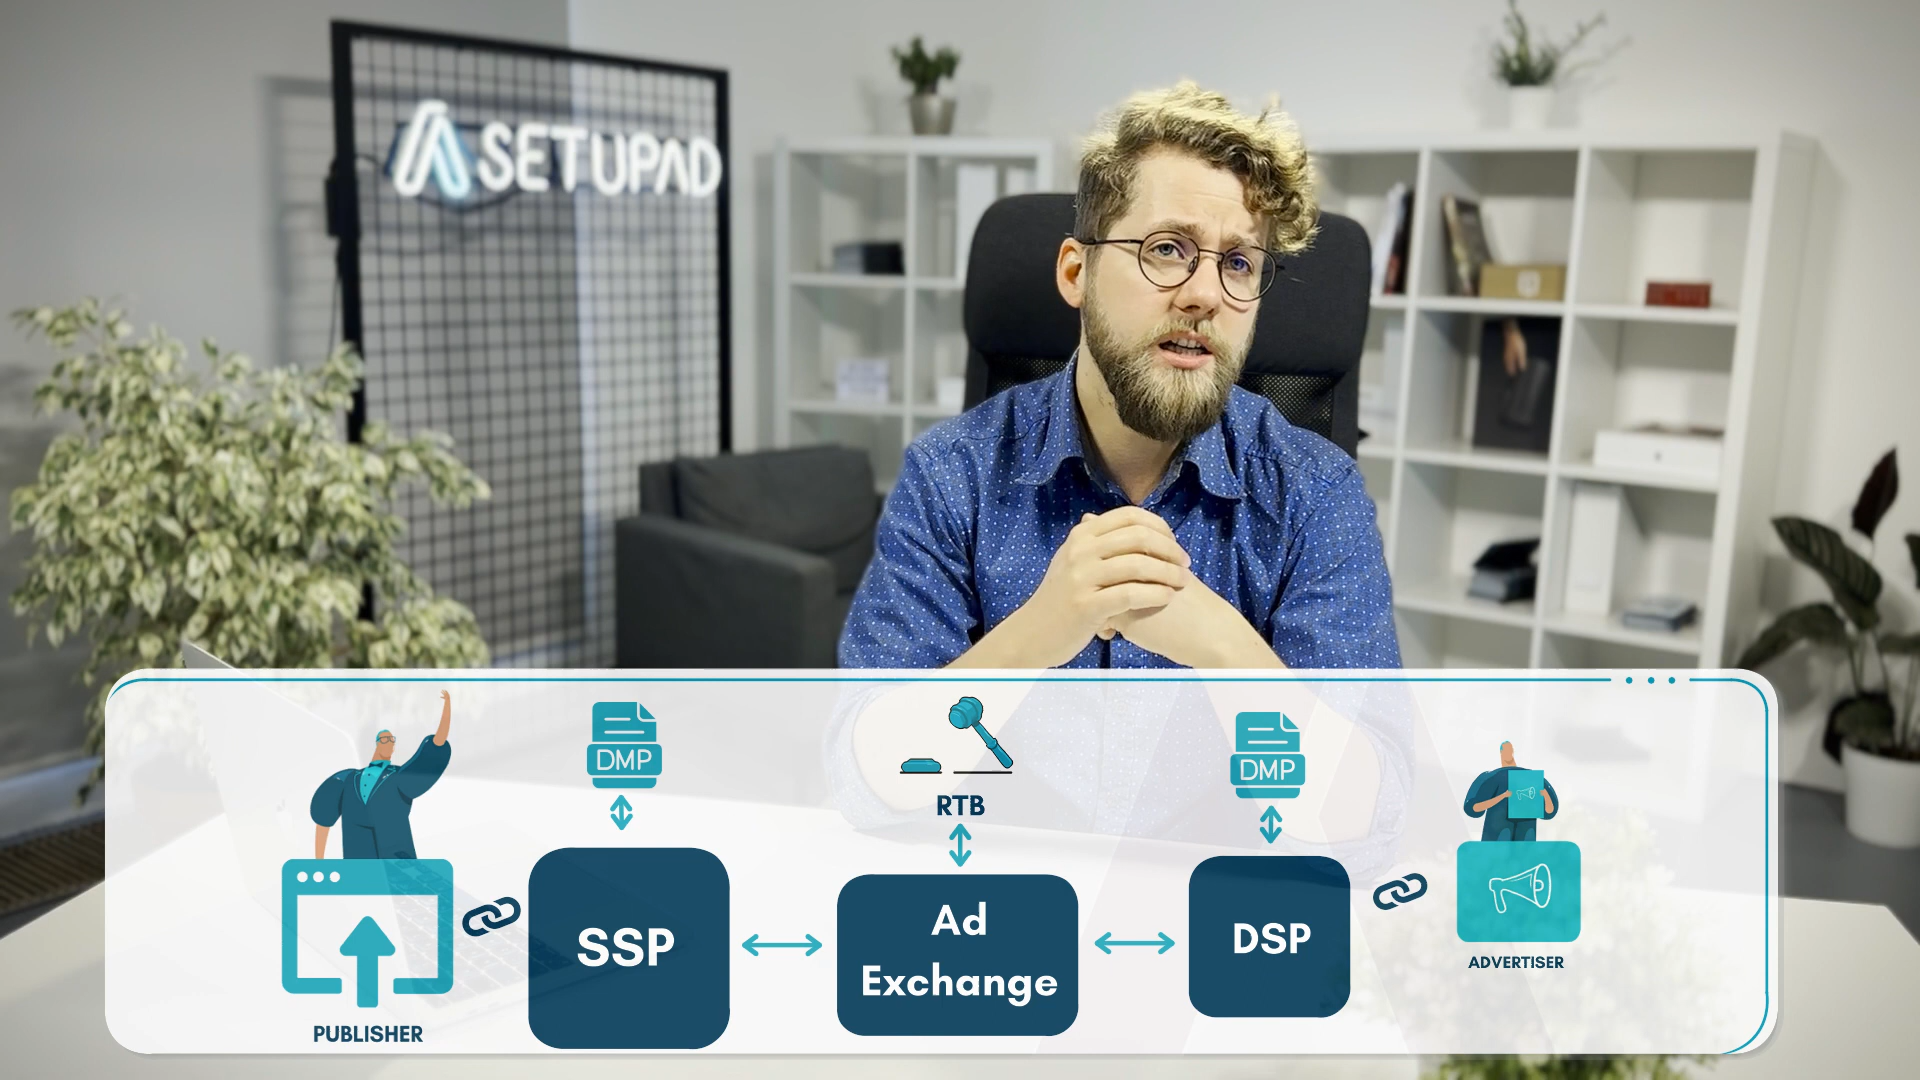 SETUPAD
DMP
RTB
DMP
SSP
Ad
Exchange
DSP
ADVERTISER
PUBLISHER